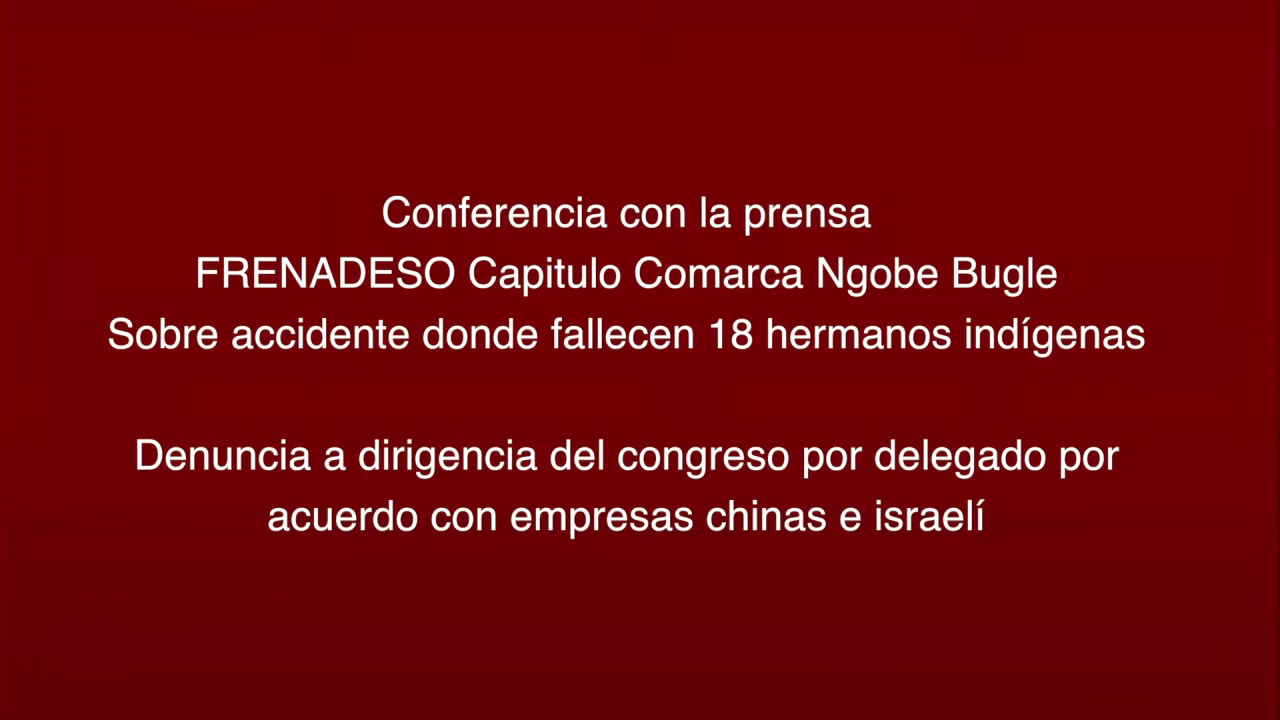 Conferencia con la prensa
FRENADESO Capitulo Comarca Ngobe Bugle
Sobre accidente donde fallecen 18 hermanos indígenas
Denuncia a dirigencia del congreso por delegado por
acuerdo con empresas chinas e israelí